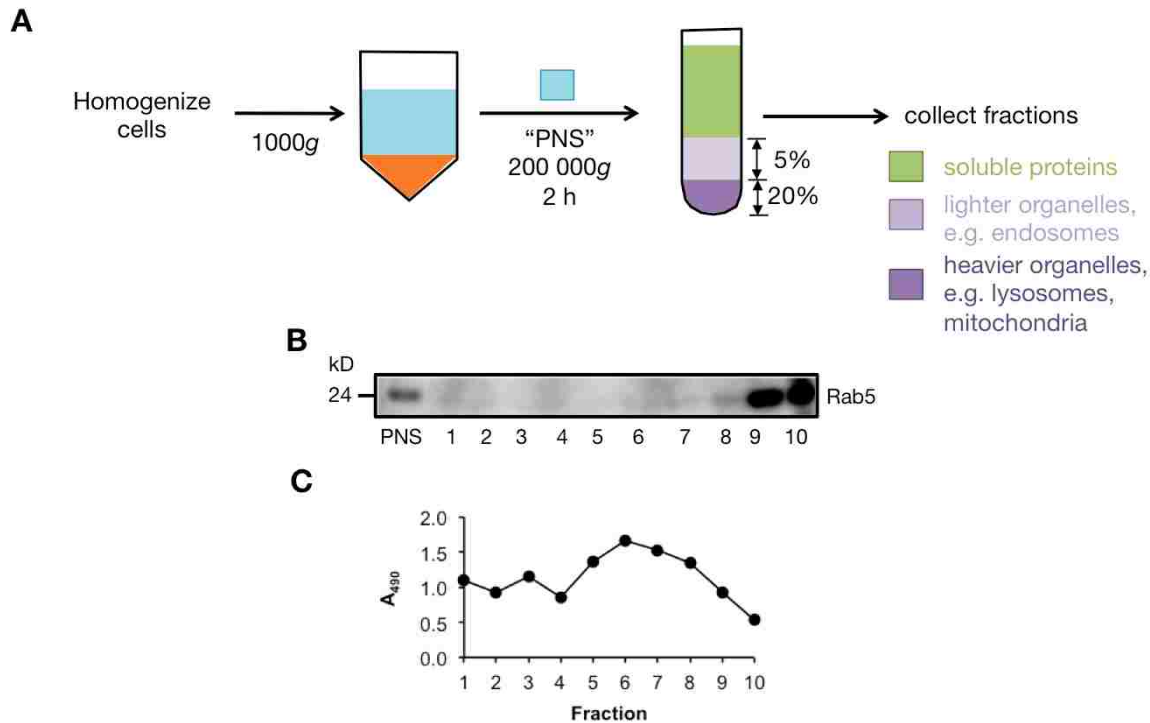 A
Homogenize
cells
1000g
"PNS"
200 000g
2 h
5%
20%
collect fractions
soluble proteins
lighter organelles,
e.g. endosomes
heavier organelles,
e.g. lysosomes,
mitochondria
B
kD
24
Rab5
PNS 1 2 3 4 5 6 7 8 9 10
C
2.0
1.5
1.0
0.5
0.0
A490
1 2 3 4 5 6 7 8 9 10
Fraction